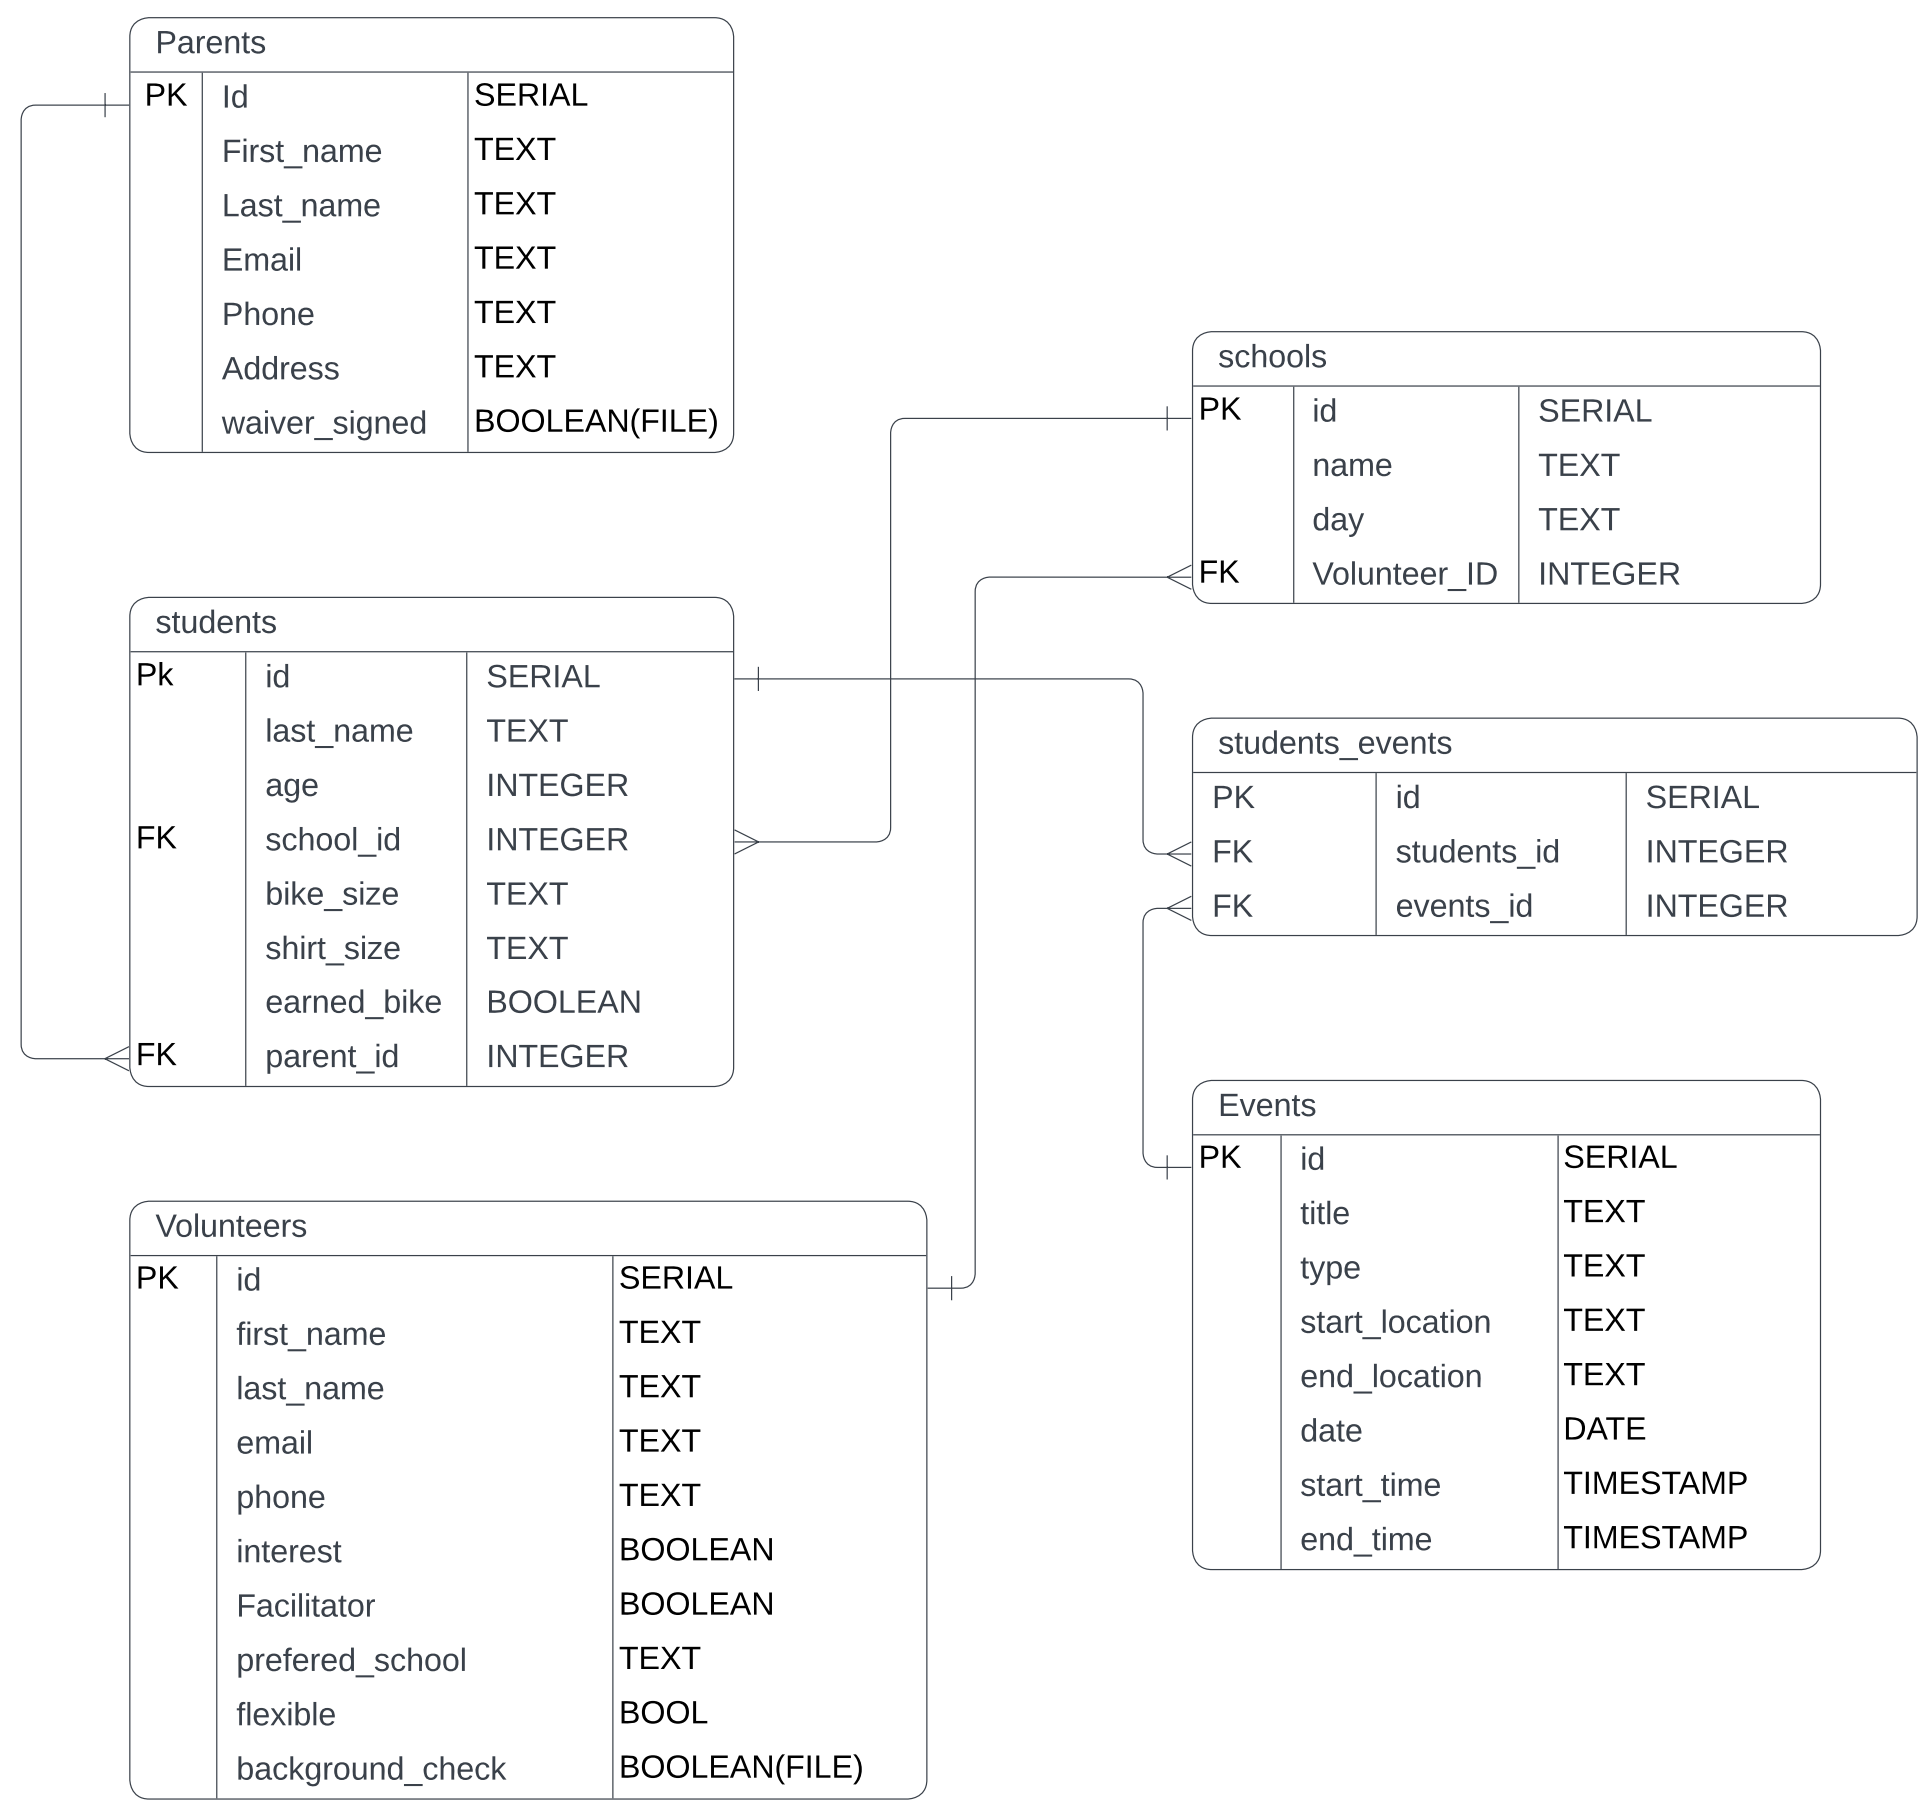 Parents
PK Id SERIAL
First_name TEXT
Last_name TEXT
Email TEXT
Phone TEXT
Address TEXT
waiver_signed BOOLEAN(FILE)
schools
PK id SERIAL
name TEXT
day TEXT
FK Volunteer_ID INTEGER
students
Pk id SERIAL
last_name TEXT
age INTEGER
FK school_id INTEGER
bike_size TEXT
shirt_size TEXT
earned_bike BOOLEAN
FK parent_id INTEGER
students_events
PK id SERIAL
FK students_id INTEGER
FK events_id INTEGER
Events
PK id SERIAL
title TEXT
type TEXT
start_location TEXT
end_location TEXT
date DATE
start_time TIMESTAMP
end_time TIMESTAMP
Volunteers
PK id SERIAL
first_name TEXT
last_name TEXT
email TEXT
phone TEXT
interest BOOLEAN
Facilitator BOOLEAN
prefered_school TEXT
flexible BOOL
background_check BOOLEAN(FILE)